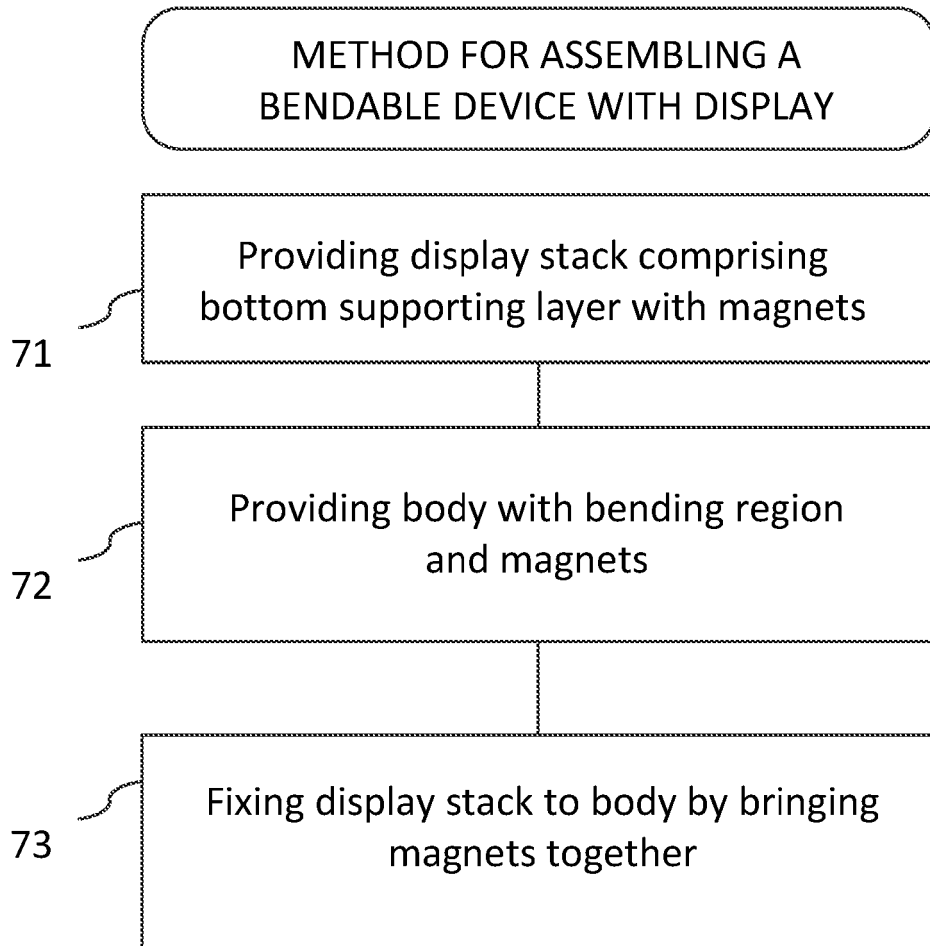 METHOD FOR ASSEMBLING A
BENDABLE DEVICE WITH DISPLAY
Providing display stack comprising
bottom supporting layer with magnets
71
Providing body with bending region
and magnets
72
Fixing display stack to body by bringing
magnets together
73